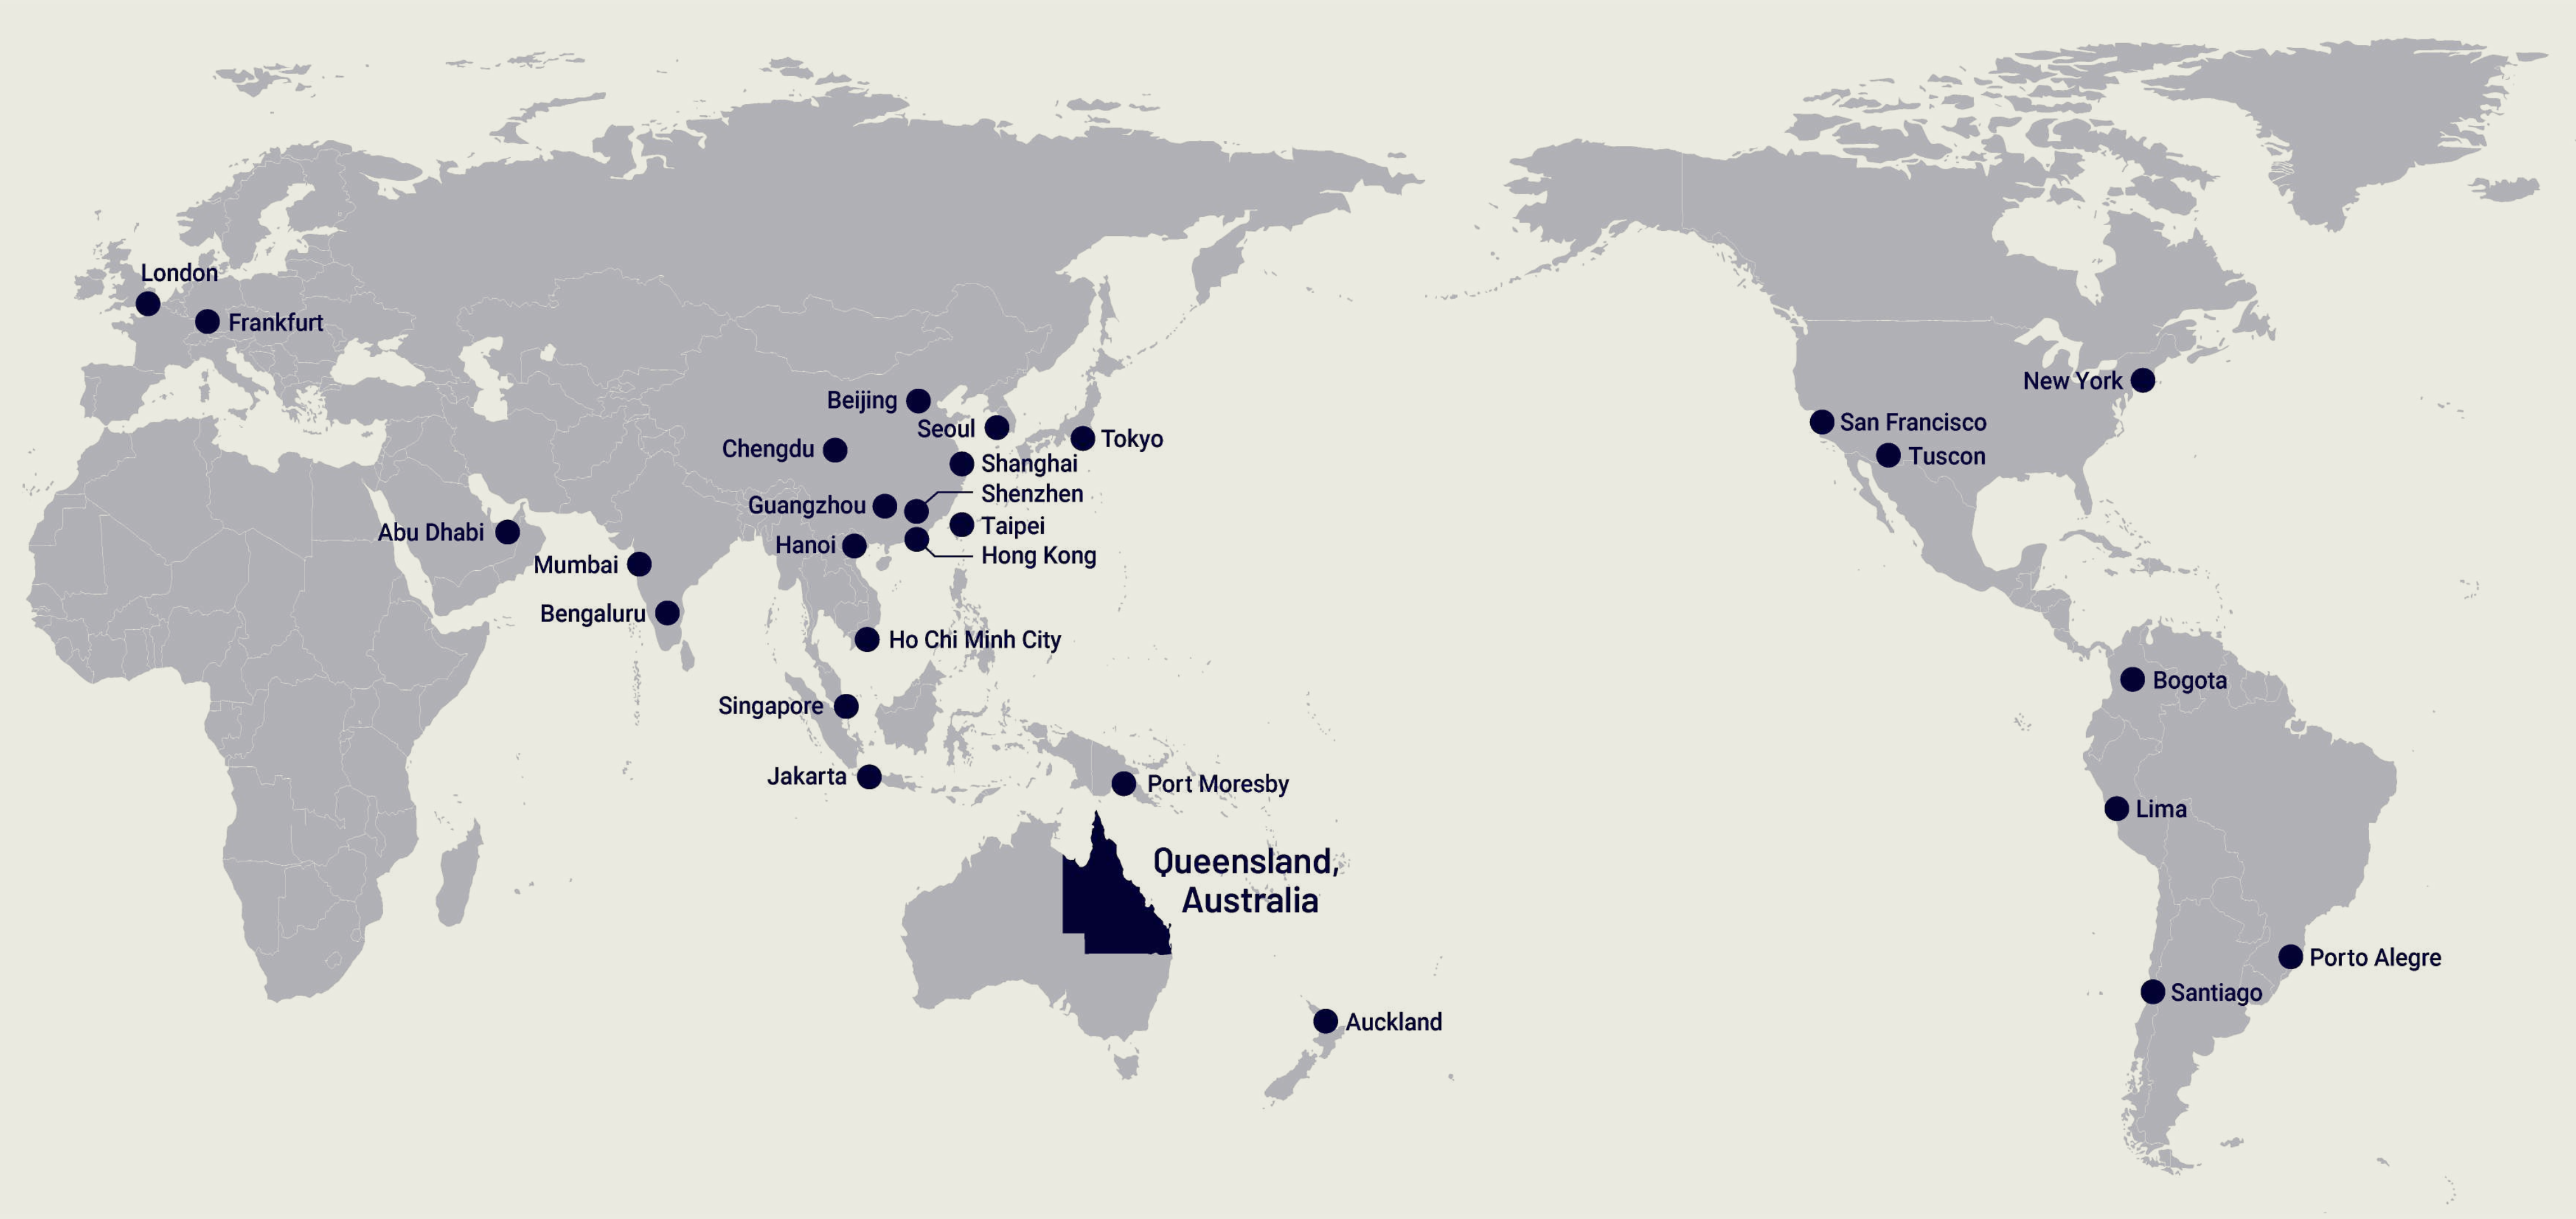 London
Frankfurt
Beijing
Seoul
Tokyo
Chengdu
Shanghai
Shenzhen
Guangzhou
Taipei
Abu Dhabi
Hanoi
Hong Kong
Mumbai
Bengaluru
Ho Chi Minh City
Singapore
Jakarta
Port Moresby
Queensland,
Australia
Auckland
New York
San Francisco
Tuscon
Bogota
Lima
Porto Alegre
Santiago